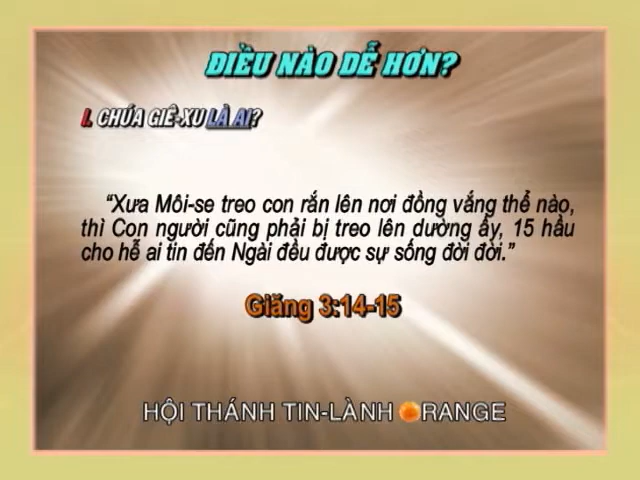 ĐIỀU NÀO DỄ HƠN?
I. CHÚA GIÊ-XU LÀ AI?
“Xưa Môi-se treo con rắn lên nơi đồng vắng thể nào,
thì Con người cũng phải bị treo lên dường ấy, 15 hầu
cho hễ ai tin đến Ngài đều được sự sống đời đời.”
Giăng 3:14-15
HỘI THÁNH TIN-LÀNH ORANGE